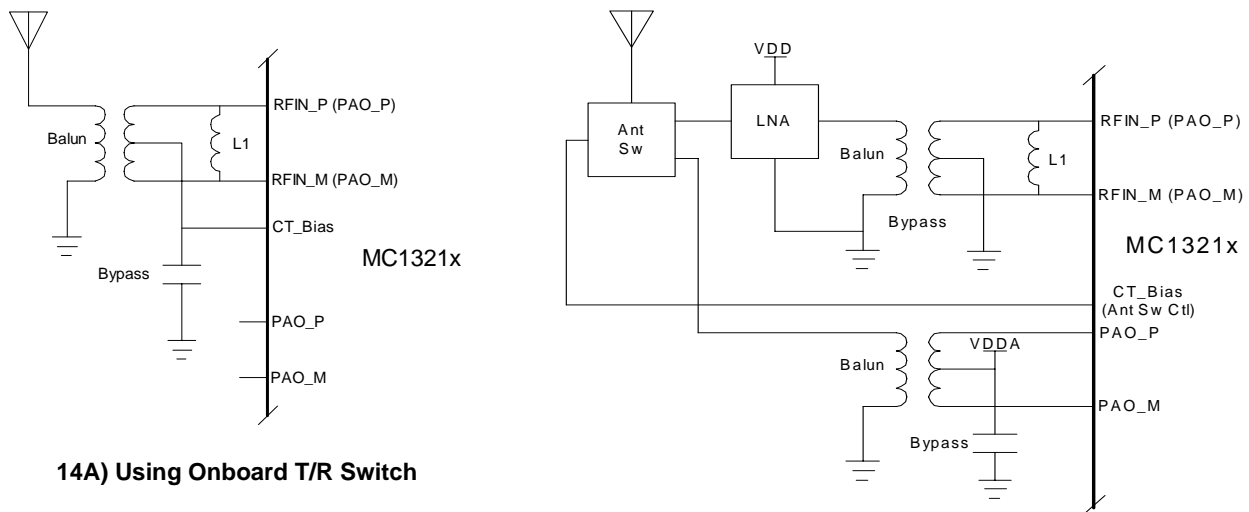 RFIN_P (PAO_P)
Balun
L1
RFIN_M (PAO_M)
CT_Bias
MC1321x
Bypass
PAO_P
PAO_M
14A) Using Onboard T/R Switch
VDD
Ant
Sw
LNA
RFIN_P (PAO_P)
Balun
L1
RFIN_M (PAO_M)
Bypass
MC1321x
CT_Bias
(Ant Sw Ctl)
PAO_P
VDDA
Balun
PAO_M
Bypass